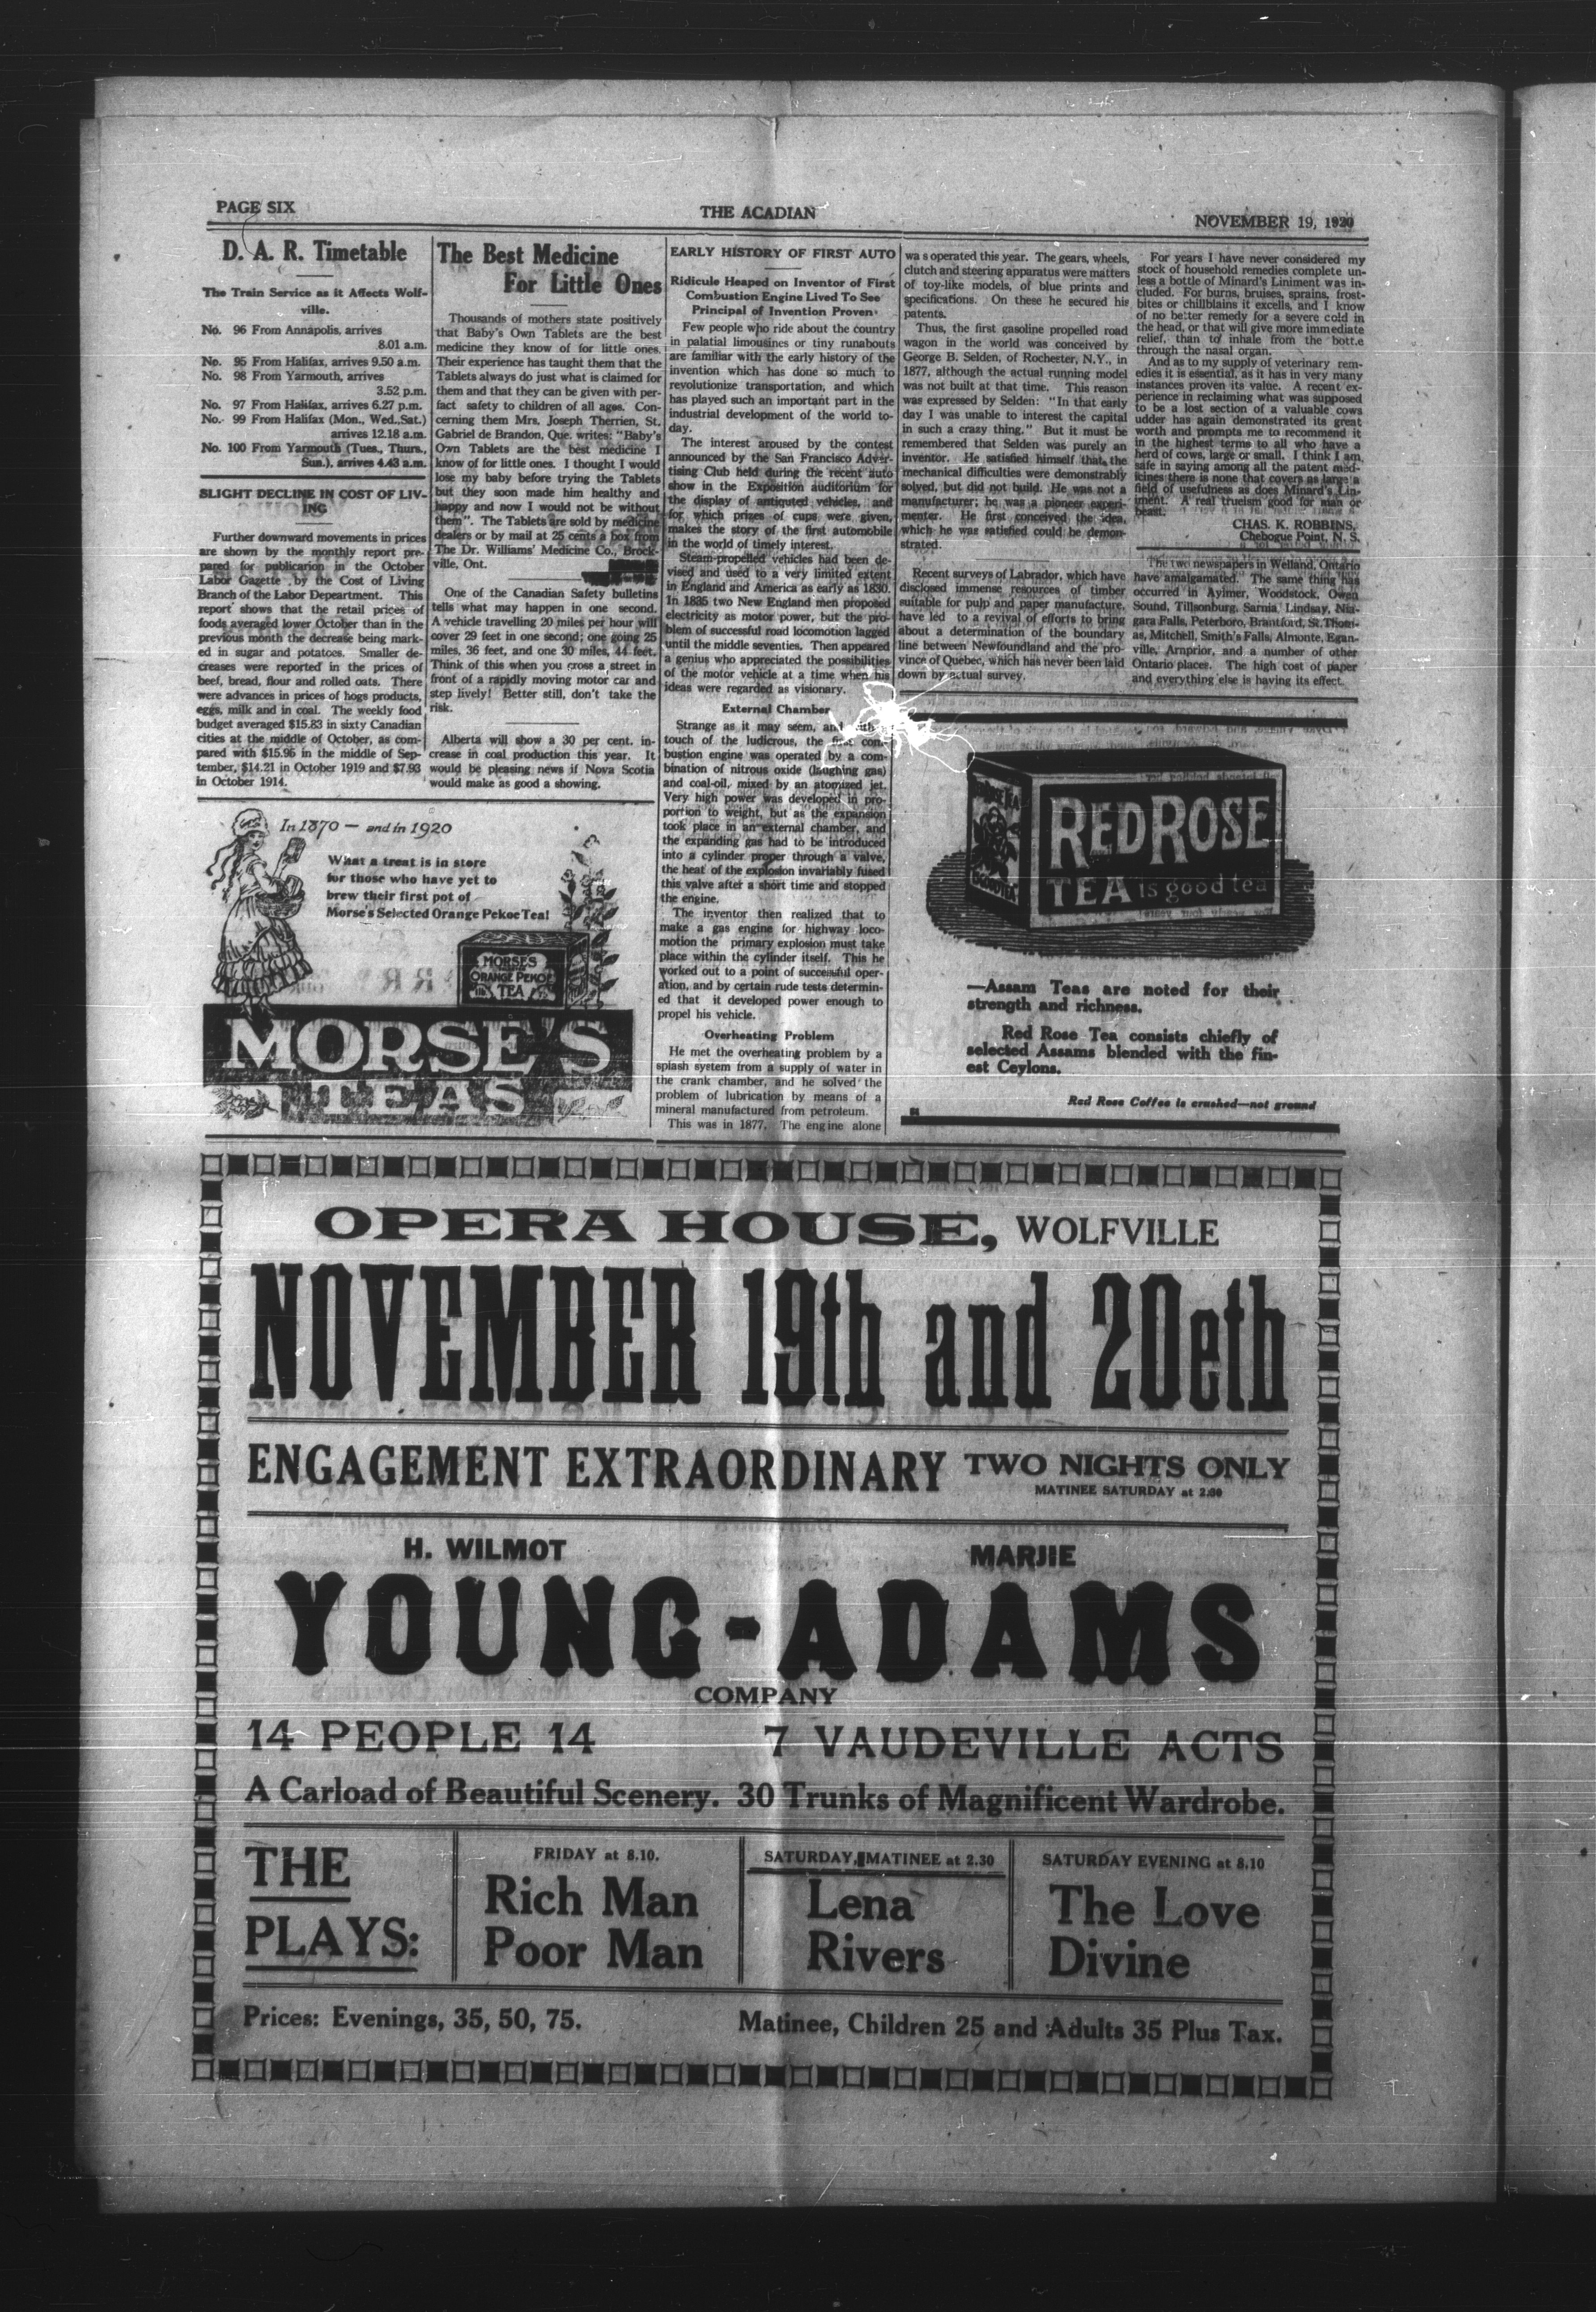 PAGE SIX
THE ACADIAN
NOVEMBER 19, 1920
D. A. R. Timetable
The Train Service as it Affects Wolf-
ville.
No. 96 From Annapolis, arrives
8.01 a.m.
No. 95 From Halifax, arrives 9.50 a.m.
No. 98 From Yarmouth, arrives
3.52 p.m.
No. 97 From Halifax, arrives 6.27 p.m.
No. 99 From Halifax (Mon., Wed.,Sat.)
arrives 12.18 a.m.
No. 100 From Yarmouth (Tues., Thurs.,
Sun.), arrives 4.43 a.m.
SLIGHT DECLINE IN COST OF LIV-
ING
Further downward movements in prices
are shown by the monthly report pre-
pared for publicarion in the October
Labor Gazette by the Cost of Living
Branch of the Labor Depeartment. This
report shows that the retail prices of
foods averaged lower October than in the
previous month the decrease being mark-
ed in sugar and potatoes. Smaller de-
creases were reported in the prices of
beef, bread, flour and rolled oats. There
were advances in prices of hogs products,
eggs, milk and in coal. The weekly food
budget averaged $15.83 in sixty Canadian
cities at the middle of October, as com-
pared with $15.95 in the middle of Sep-
tember, $14.21 in October 1919 and $7.93
in October 1914.
The Best Medicine
For Little Ones
Thousands of mothers state positively
that Baby's Own Tablets are the best
medicine they know of for little ones.
Their experience has taught them that the
Tablets always do just what is claimed for
them and that they can be given with per-
fact safety to children of all ages. Con-
cerning them Mrs. Joseph Therrien, St.
Gabriel de Brandon, Que. writes: "Baby's
Own Tablets are the best medicine I
know of for little ones. I thought I would
lose my baby before trying the Tablets
but they soon made him healthy and
happy and now I would not be without
them". The Tablets are sold by medicine
dealers or by mail at 25 cents a box from
The Dr. Williams' Medicine Co., Brock-
ville, Ont.
One of the Canadian Safety bulletins
tells what may happen in one second.
A vehicle travelling 20 miles per hour will
cover 29 feet in one second; one going 25
miles, 36 feet, and one 30 miles, 44 feet.
Think of this when you cross a street in
front of a rapidly moving motor car and
step lively! Better still, don't take the
risk.
Alberta will show a 30 per cent. in-
crease in coal production this year. It
would be pleasing news if Nova Scotia
would make as good a showing.
In 1870 — and in 1920
What a treat is in store
for those who have yet to
brew their first pot of
Morse's Selected Orange Pekoe Tea!
MORSE'S
ORANGE PEKOE
TEA
MORSE'S
TEAS
EARLY HISTORY OF FIRST AUTO
Ridicule Heaped on Inventor of First
Combustion Engine Lived To See
Principal of Invention Proven
Few people who ride about the country
in palatial limousines or tiny runabouts
are familiar with the early history of the
invention which has done so much to
revolutionize transportation, and which
has played such an important part in the
industrial development of the world to-
day.
The interest aroused by the contest
announced by the San Francisco Adver-
tising Club held during the recent auto
show in the Exposition auditorium for
the display of antiquted vehicles, and
for which prizes of cups were given,
makes the story of the first automobile
in the world of timely interest.
Steam-propelled vehicles had been de-
vised and used to a very limited extent
in England and America as early as 1830.
In 1835 two New England men proposed
electricity as motor power, but the pro-
blem of successful road locomotion lagged
until the middle seventies. Then appeared
a genius who appreciated the possibilities
of the motor vehicle at a time when his
ideas were regarded as visionary.
External Chamber
Strange as it may seem, and with
touch of the ludicrous, the first com-
bustion engine was operated by a com-
bination of nitrous oxide (laughing gas)
and coal-oil, mixed by an atomized jet.
Very high power was developed in pro-
portion to weight, but as the expansion
took place in an external chamber, and
the expanding gas had to be introduced
into a cylinder proper through a valve,
the heat of the explosion invariably fused
this valve after a short time and stopped
the engine.
The inventor then realized that to
make a gas engine for highway loco-
motion the primary explosion must take
place within the cylinder itself. This he
worked out to a point of successful oper-
ation, and by certain rude tests determin-
ed that it developed power enough to
propel his vehicle.
Overheating Problem
He met the overheating problem by a
splash system from a supply of water in
the crank chamber, and he solved the
problem of lubrication by means of a
mineral manufactured from petroleum.
This was in 1877. The engine alone
was operated this year. The gears, wheels,
clutch and steering apparatus were matters
of toy-like models, of blue prints and
specifications. On these he secured his
patents.
Thus, the first gasoline propelled road
wagon in the world was conceived by
George B. Selden, of Rochester, N.Y., in
1877, although the actual running model
was not built at that time. This reason
was expressed by Selden: "In that early
day I was unable to interest the capital
in such a crazy thing." But it must be
remembered that Selden was purely an
inventor. He satisfied himself that the
mechanical difficulties were demonstrably
solved, but did not build. He was not a
manufacturer; he was a pioneer experi-
menter. He first conceived the idea,
which he was satisfied could be demon-
strated.
Recent surveys of Labrador, which have
disclosed immense resources of timber
suitable for pulp and paper manufacture,
have led to a revival of efforts to bring
about a determination of the boundary
line between Newfoundland and the pro-
vince of Quebec, which has never been laid
down by actual survey.
For years I have never considered my
stock of household remedies complete un-
less a bottle of Minard's Liniment was in-
cluded. For burns, bruises, sprains, frost-
bites or chillblains it excells, and I know
of no better remedy for a severe cold in
the head, or that will give more immediate
relief, than to inhale from the bott.e
through the nasal organ.
And as to my supply of veterinary rem-
edies it is essential, as it has in very many
instances proven its value. A recent ex-
perience in reclaiming what was supposed
to be a lost section of a valuable cows
udder has again demonstrated its great
worth and prompts me to recommend it
in the highest terms to all who have a
herd of cows, large or small. I think I am,
safe in saying among all the patent med-
icines there is none that covers as large a
field of usefulness as does Minard's Lin-
iment. A real trueism good for man or
beast.
CHAS. K. ROBBINS,
Chebogue Point, N. S.
The two newspapers in Welland, Ontario
have amalgamated. The same thing has
occurred in Aylmer, Woodstock, Owen
Sound, Tillsonburg, Sarnia, Lindsay, Nia-
gara Falls, Peterboro, Brantford, St. Thom-
as, Mitchell, Smith's Falls, Almonte, Egan-
ville, Arnprior, and a number of other
Ontario places. The high cost of paper
and everything else is having its effect.
RED ROSE
TEA is good tea
—Assam Teas are noted for their
strength and richness.
Red Rose Tea consists chiefly of
selected Assams blended with the fin-
est Ceylons.
Red Rose Coffee is crushed—not ground
OPERA HOUSE, WOLFVILLE
NOVEMBER 19th and 20eth
ENGAGEMENT EXTRAORDINARY TWO NIGHTS ONLY
MATINEE SATURDAY at 2.30
H. WILMOT MARJIE
YOUNG-ADAMS
COMPANY
14 PEOPLE 14 7 VAUDEVILLE ACTS
A Carload of Beautiful Scenery. 30 Trunks of Magnificent Wardrobe.
THE
PLAYS:
FRIDAY at 8.10.
Rich Man
Poor Man
SATURDAY, MATINEE at 2.30
Lena
Rivers
SATURDAY EVENING at 8.10
The Love
Divine
Prices: Evenings, 35, 50, 75. Matinee, Children 25 and Adults 35 Plus Tax.